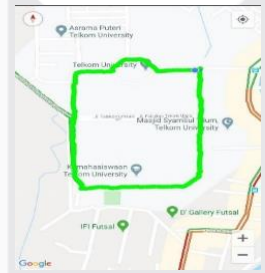 Asrama Puteri
Telkom University
Telkom University
Masjid Syamsul Ulum,
Telkom University
Kemahasiswaan
Telkom University
D' Gallery Futsal
IFI Futsal
Google